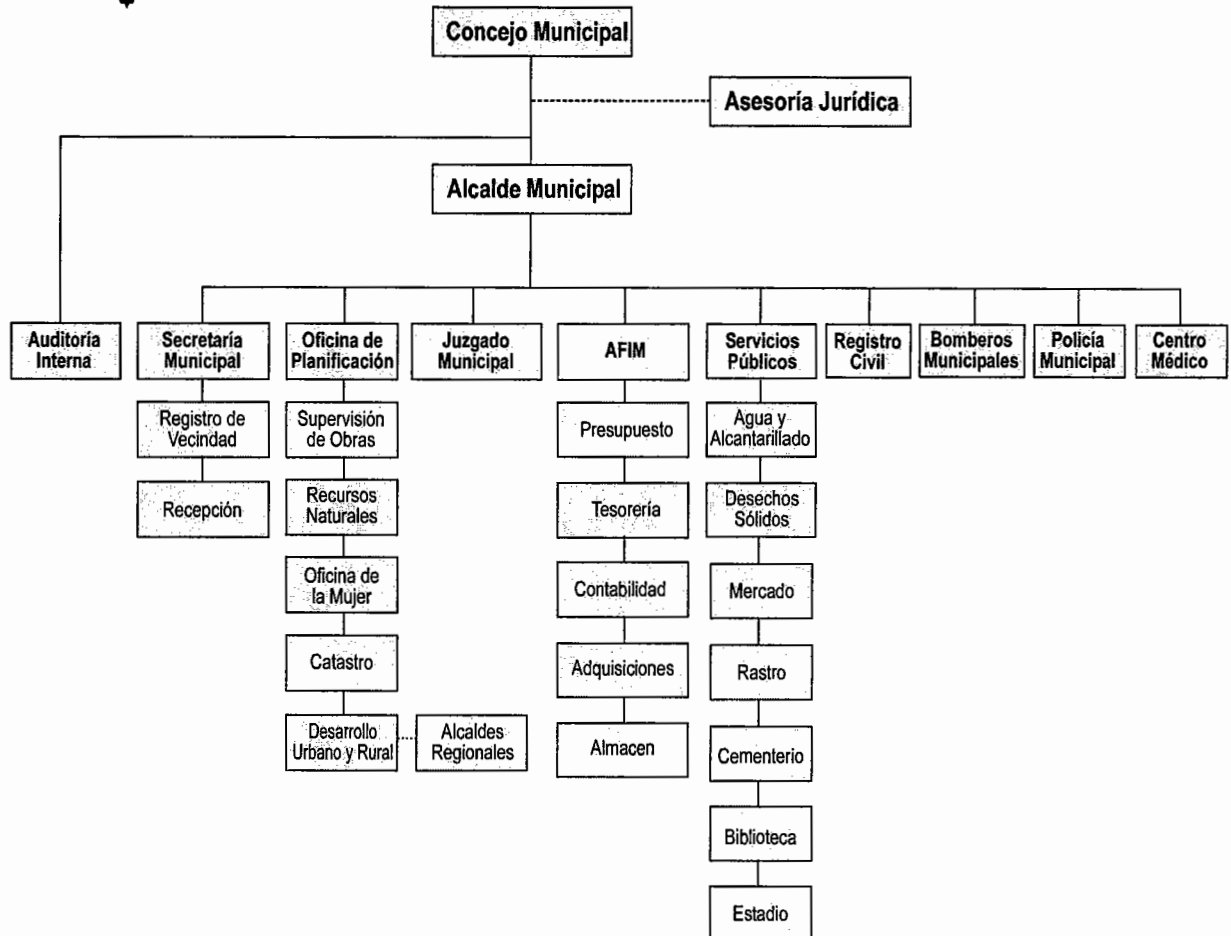 Concejo Municipal
Asesoría Jurídica
Alcalde Municipal
Auditoría
Interna
Secretaría
Municipal
Oficina de
Planificación
Juzgado
Municipal
AFIM
Servicios
Públicos
Registro
Civil
Bomberos
Municipales
Policía
Municipal
Centro
Médico
Registro de
Vecindad
Recepción
Supervisión
de Obras
Recursos
Naturales
Oficina de
la Mujer
Catastro
Desarrollo
Urbano y Rural
Alcaldes
Regionales
Presupuesto
Tesorería
Contabilidad
Adquisiciones
Almacen
Agua y
Alcantarillado
Desechos
Sólidos
Mercado
Rastro
Cementerio
Biblioteca
Estadio